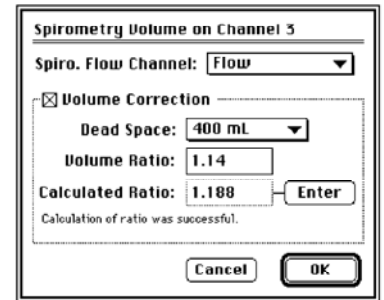 Spirometry Volume on Channel 3
Spiro. Flow Channel: Flow
Volume Correction
Dead Space: 400 mL
Volume Ratio: 1.14
Calculated Ratio: 1.188 Enter
Calculation of ratio was successful.
Cancel OK